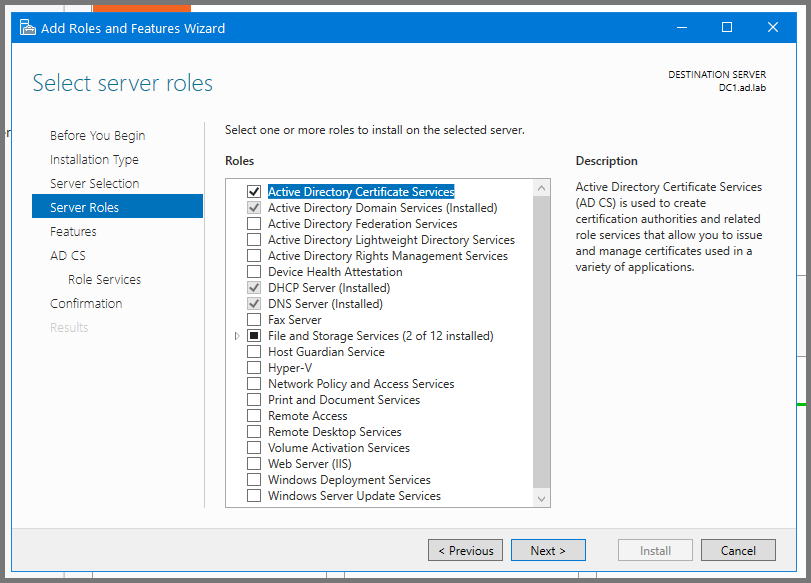 Add Roles and Features Wizard
Select server roles
DESTINATION SERVER
DC1.ad.lab
Before You Begin
Installation Type
Server Selection
Server Roles
Features
AD CS
Role Services
Confirmation
Results
Select one or more roles to install on the selected server.
Roles
Active Directory Certificate Services
Active Directory Domain Services (Installed)
Active Directory Federation Services
Active Directory Lightweight Directory Services
Active Directory Rights Management Services
Device Health Attestation
DHCP Server (Installed)
DNS Server (Installed)
Fax Server
File and Storage Services (2 of 12 installed)
Host Guardian Service
Hyper-V
Network Policy and Access Services
Print and Document Services
Remote Access
Remote Desktop Services
Volume Activation Services
Web Server (IIS)
Windows Deployment Services
Windows Server Update Services
Description
Active Directory Certificate Services
(AD CS) is used to create
certification authorities and related
role services that allow you to issue
and manage certificates used in a
variety of applications.
< Previous
Next >
Install
Cancel